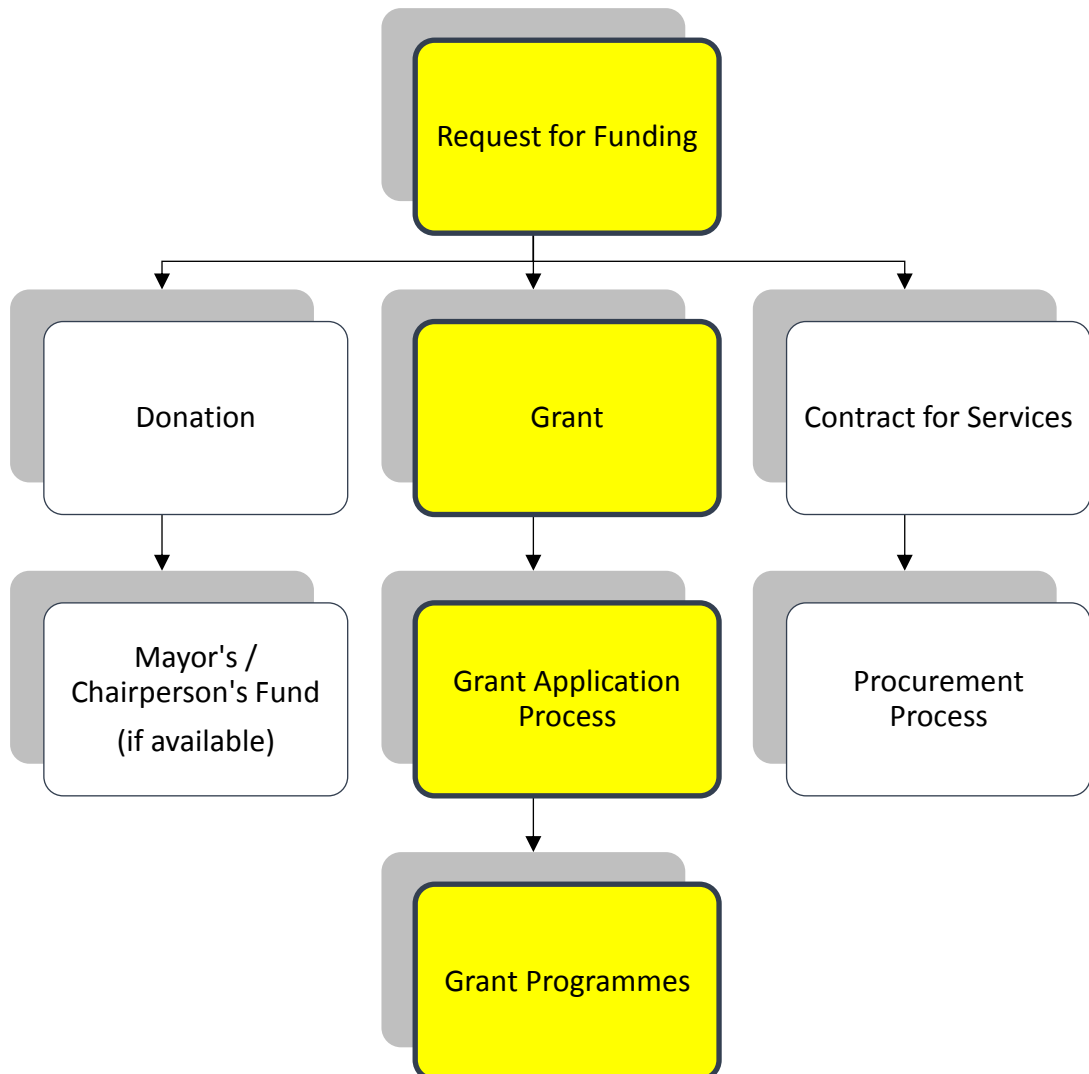 Request for Funding
Donation
Grant
Contract for Services
Mayor's /
Chairperson's Fund
(if available)
Grant Application
Process
Procurement
Process
Grant Programmes